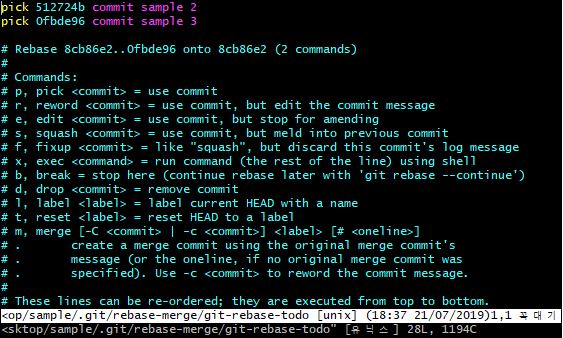 pick 512724b commit sample 2
pick 0fbde96 commit sample 3

# Rebase 8cb86e2..0fbde96 onto 8cb86e2 (2 commands)
#
# Commands:
# p, pick <commit> = use commit
# r, reword <commit> = use commit, but edit the commit message
# e, edit <commit> = use commit, but stop for amending
# s, squash <commit> = use commit, but meld into previous commit
# f, fixup <commit> = like "squash", but discard this commit's log message
# x, exec <command> = run command (the rest of the line) using shell
# b, break = stop here (continue rebase later with 'git rebase --continue')
# d, drop <commit> = remove commit
# l, label <label> = label current HEAD with a name
# t, reset <label> = reset HEAD to a label
# m, merge [-C <commit> | -c <commit>] <label> [# <oneline>]
# .       create a merge commit using the original merge commit's
# .       message (or the oneline, if no original merge commit was
# .       specified). Use -c <commit> to reword the commit message.
#
# These lines can be re-ordered; they are executed from top to bottom.
<op/sample/.git/rebase-merge/git-rebase-todo [unix] (18:37 21/07/2019)1,1 꼭대기
<sktop/sample/.git/rebase-merge/git-rebase-todo" [유닉스] 28L, 1194C